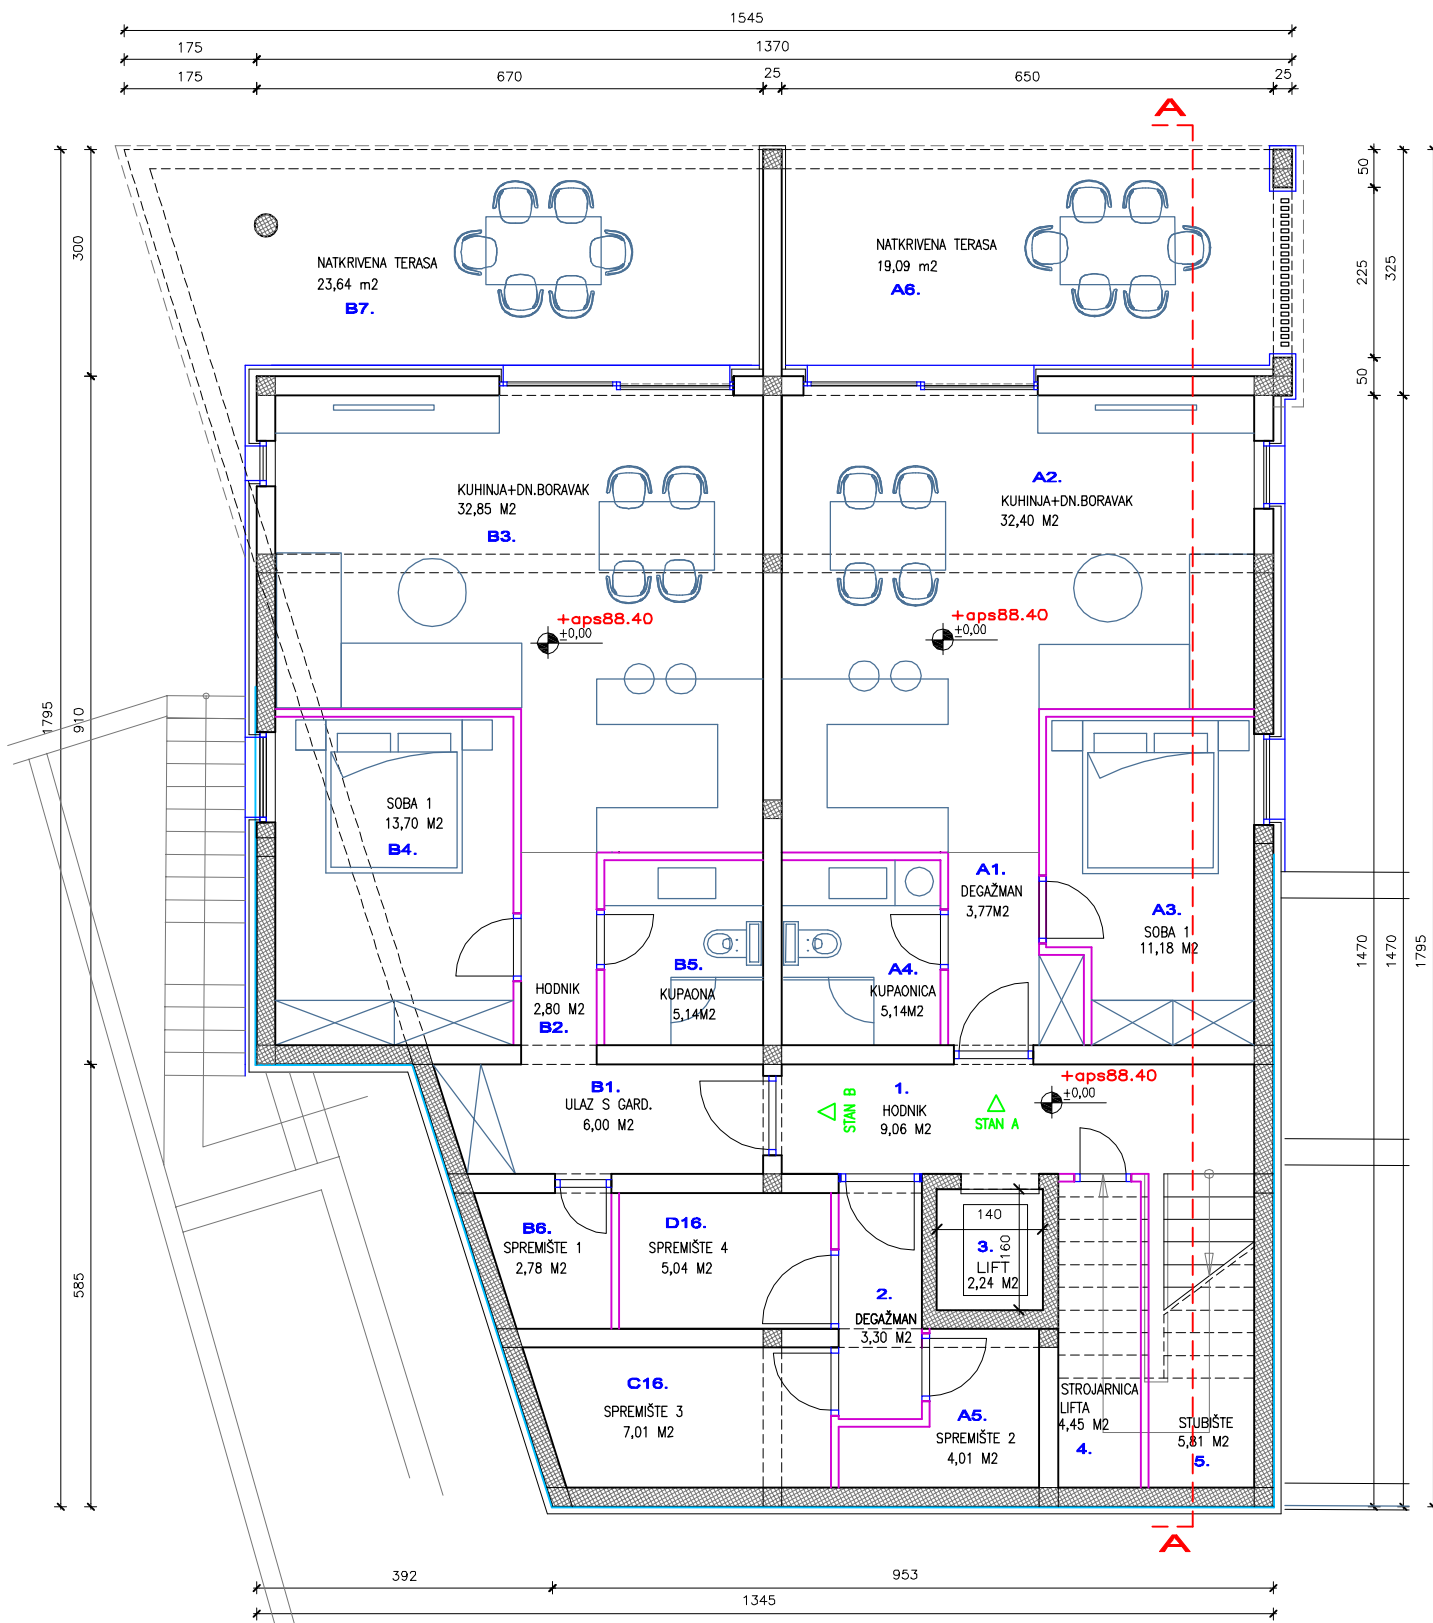 1545
175
1370
175
670
25
650
25
A
50
300
NATKRIVENA TERASA
23,64 m2
B7.
NATKRIVENA TERASA
19,09 m2
A6.
225
325
50
KUHINJA+DN.BORAVAK
32,85 M2
B3.
A2.
KUHINJA+DN.BORAVAK
32,40 M2
+aps88.40
±0,00
+aps88.40
±0,00
1795
910
SOBA 1
13,70 M2
B4.
A1.
DEGAŽMAN
3,77M2
A3.
SOBA 1
11,18 M2
1470
1470
1795
B5.
KUPAONA
5,14M2
A4.
KUPAONICA
5,14M2
HODNIK
2,80 M2
B2.
B1.
ULAZ S GARD.
6,00 M2
STAN B
1.
HODNIK
9,06 M2
STAN A
+aps88.40
±0,00
585
B6.
SPREMIŠTE 1
2,78 M2
D16.
SPREMIŠTE 4
5,04 M2
140
160
3.
LIFT
2,24 M2
2.
DEGAŽMAN
3,30 M2
C16.
SPREMIŠTE 3
7,01 M2
A5.
SPREMIŠTE 2
4,01 M2
STROJARNICA
LIFTA
4,45 M2
4.
STUBIŠTE
5,81 M2
5.
A
392
953
1345